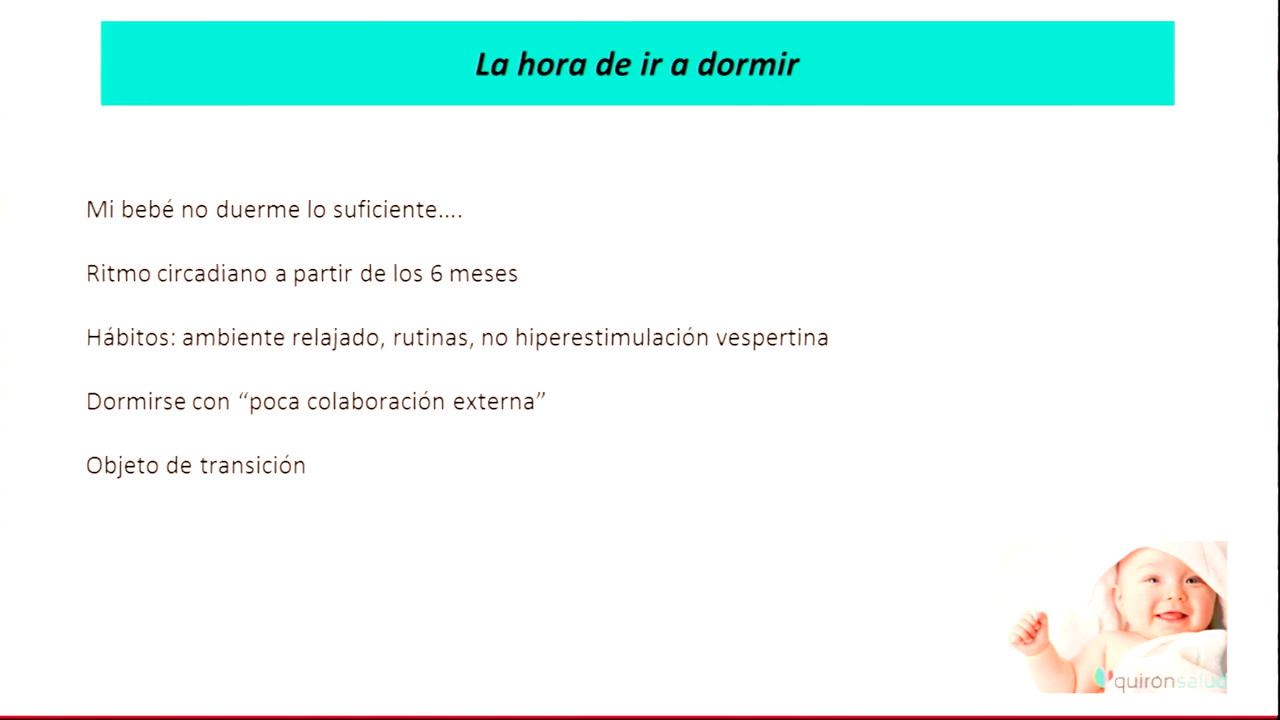 La hora de ir a dormir
Mi bebé no duerme lo suficiente....
Ritmo circadiano a partir de los 6 meses
Hábitos: ambiente relajado, rutinas, no hiperestimulación vespertina
Dormirse con “poca colaboración externa”
Objeto de transición
quirónsalud